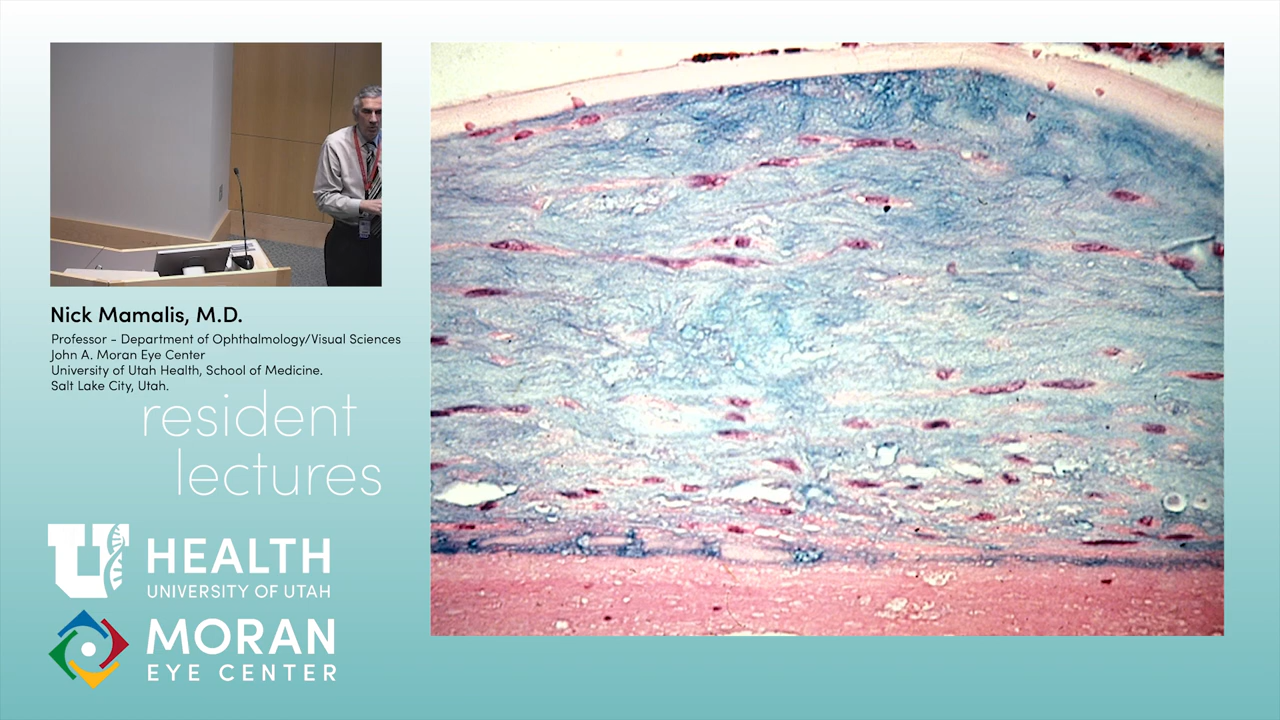 Nick Mamalis, M.D.
Professor - Department of Ophthalmology/Visual Sciences
John A. Moran Eye Center
University of Utah Health, School of Medicine.
Salt Lake City, Utah.
resident
lectures
U HEALTH
UNIVERSITY OF UTAH
MORAN
EYE CENTER